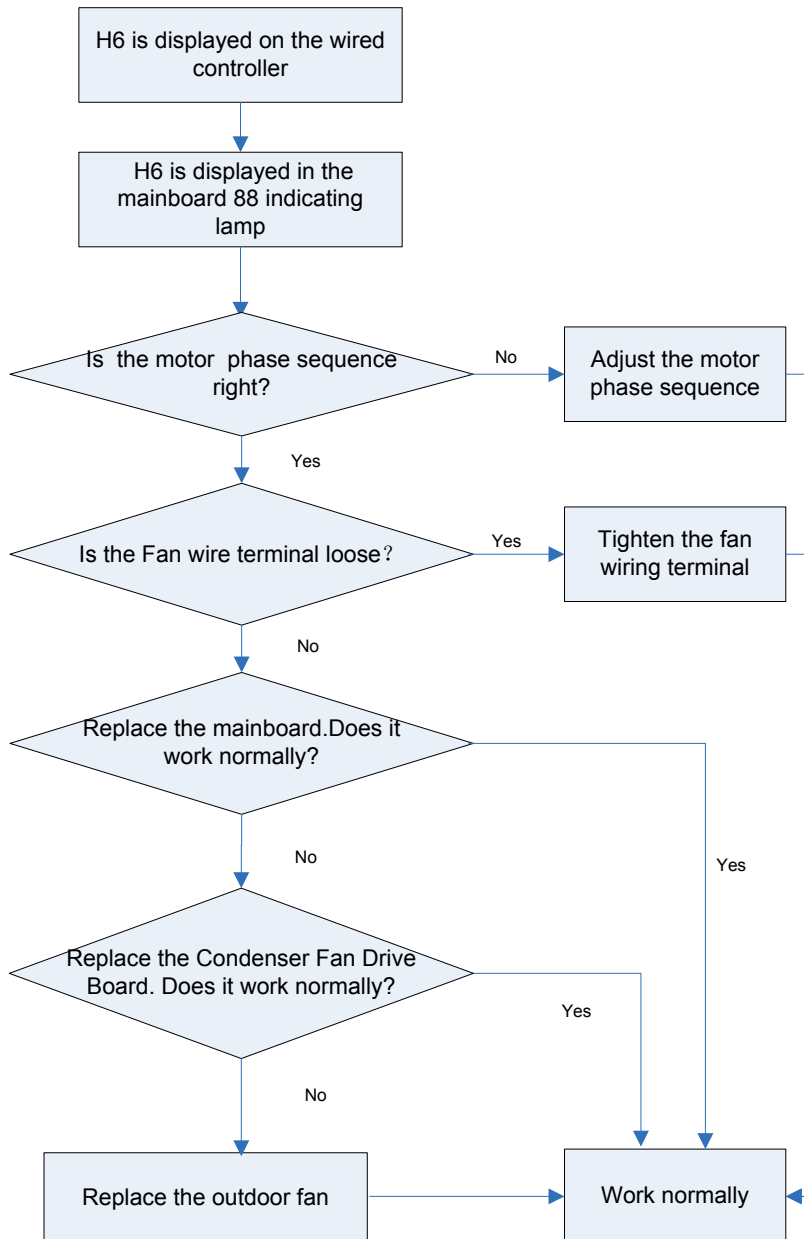 H6 is displayed on the wired
controller
H6 is displayed in the
mainboard 88 indicating
lamp
Is the motor phase sequence
right?
No
Adjust the motor
phase sequence
Yes
Is the Fan wire terminal loose？
Yes
Tighten the fan
wiring terminal
No
Replace the mainboard.Does it
work normally?
No
Yes
Replace the Condenser Fan Drive
Board. Does it work normally?
Yes
No
Replace the outdoor fan
Work normally